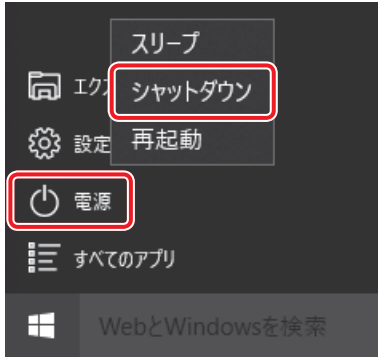 スリープ
エクス
シャットダウン
設定
再起動
電源
すべてのアプリ
WebとWindowsを検索